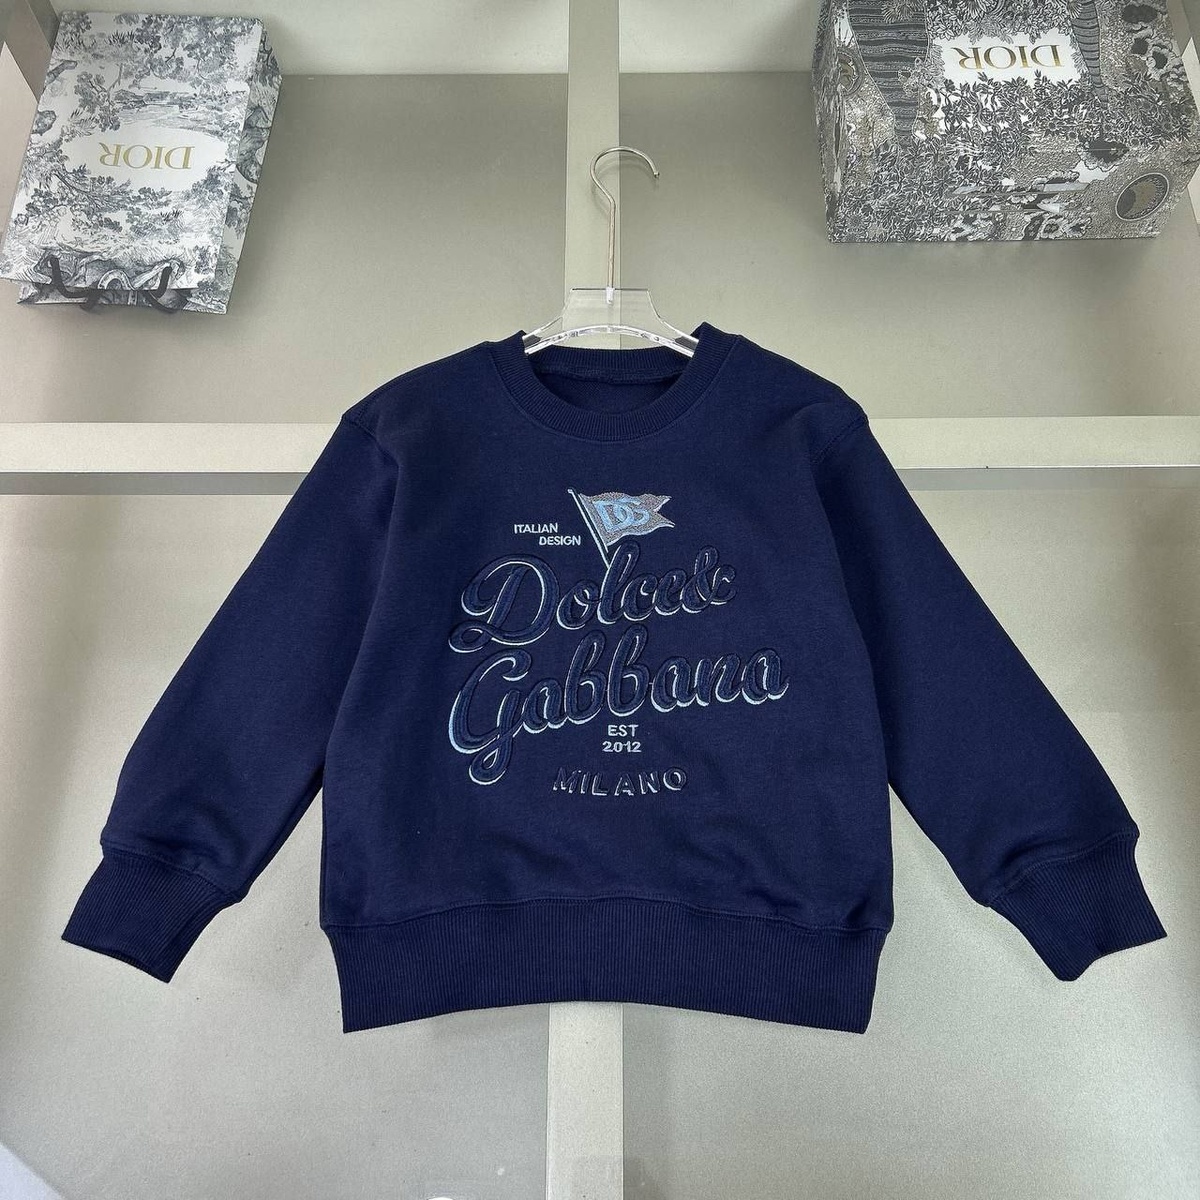 DIOR
DIOR
DG
ITALIAN
DESIGN
Dolce&
Gabbana
EST
2012
MILANO